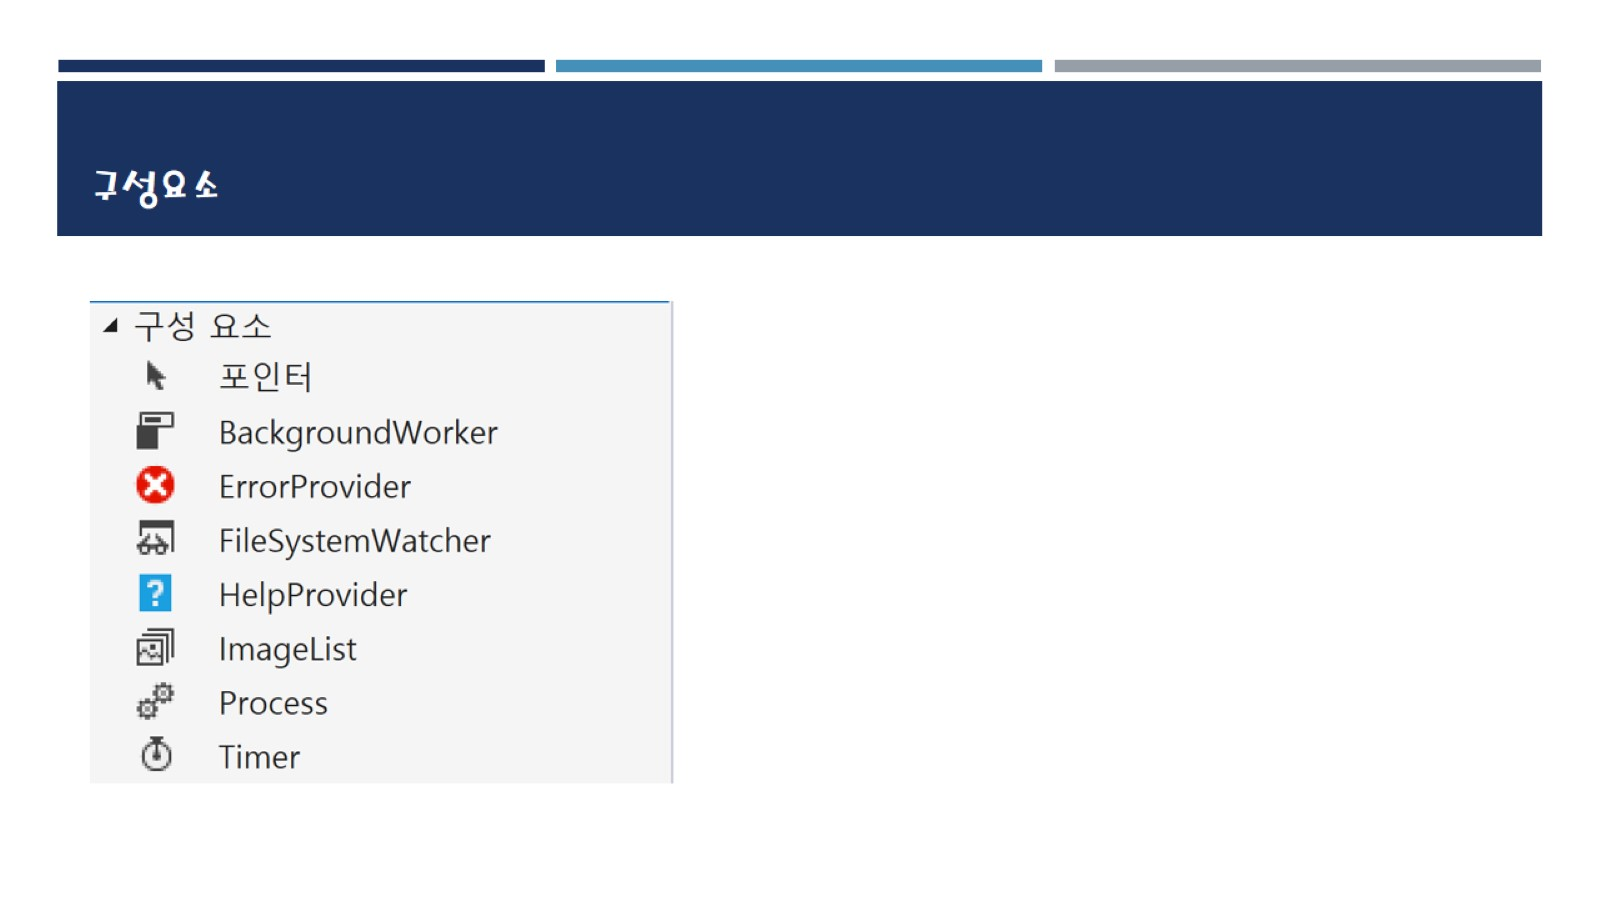 구성요소
구성 요소
포인터
BackgroundWorker
ErrorProvider
FileSystemWatcher
HelpProvider
ImageList
Process
Timer